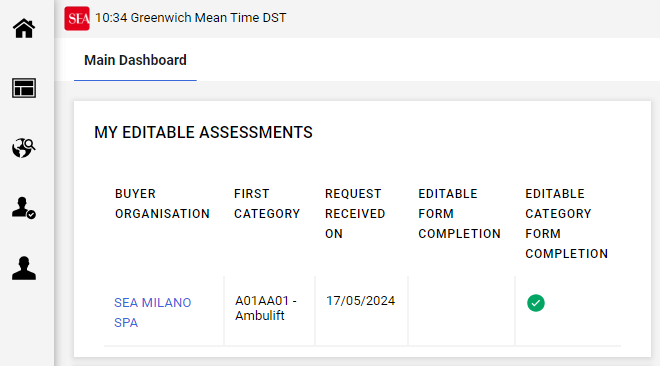 SEA 10:34 Greenwich Mean Time DST
Main Dashboard
MY EDITABLE ASSESSMENTS
BUYER ORGANISATION
FIRST CATEGORY
REQUEST RECEIVED ON
EDITABLE FORM COMPLETION
EDITABLE CATEGORY FORM COMPLETION
SEA MILANO SPA
A01AA01 - Ambulift
17/05/2024